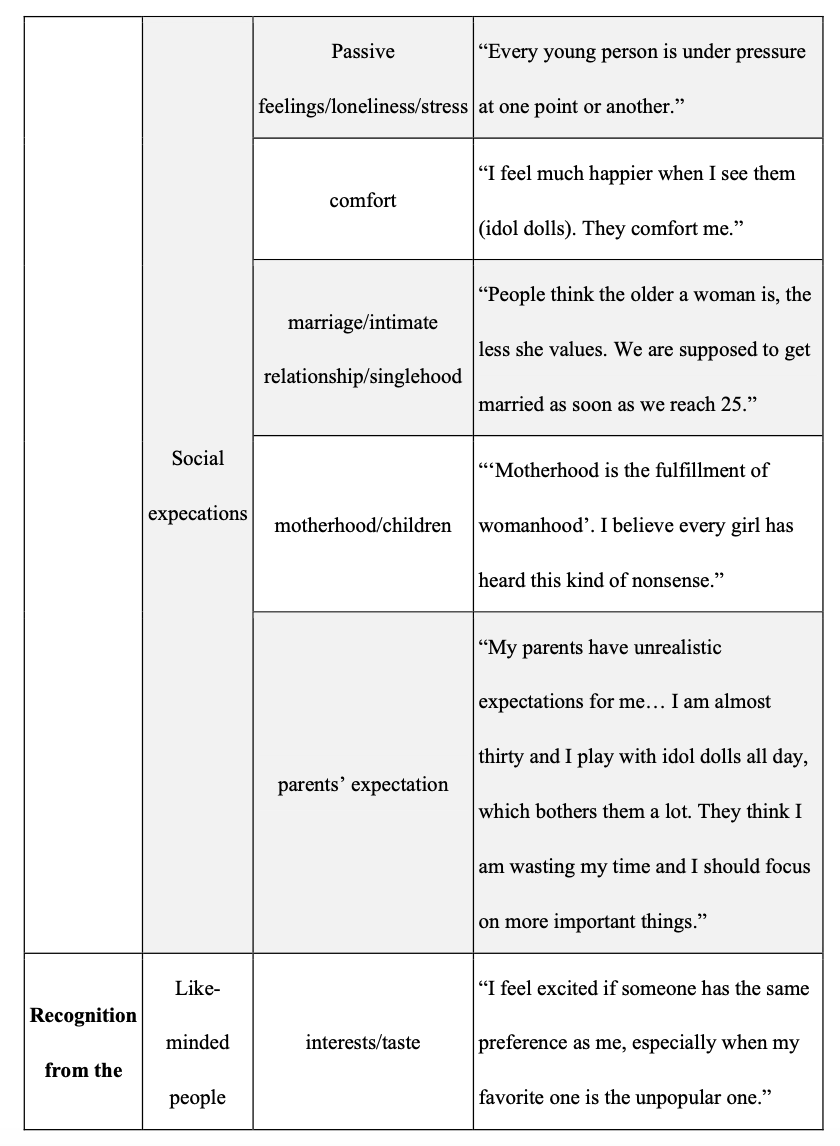 Passive
feelings/loneliness/stress
“Every young person is under pressure
at one point or another.”
comfort
“I feel much happier when I see them
(idol dolls). They comfort me.”
marriage/intimate
relationship/singlehood
“People think the older a woman is, the
less she values. We are supposed to get
married as soon as we reach 25.”
Social
expecations
motherhood/children
“‘Motherhood is the fulfillment of
womanhood’. I believe every girl has
heard this kind of nonsense.”
parents’ expectation
“My parents have unrealistic
expectations for me… I am almost
thirty and I play with idol dolls all day,
which bothers them a lot. They think I
am wasting my time and I should focus
on more important things.”
Recognition
from the
Like-
minded
people
interests/taste
“I feel excited if someone has the same
preference as me, especially when my
favorite one is the unpopular one.”